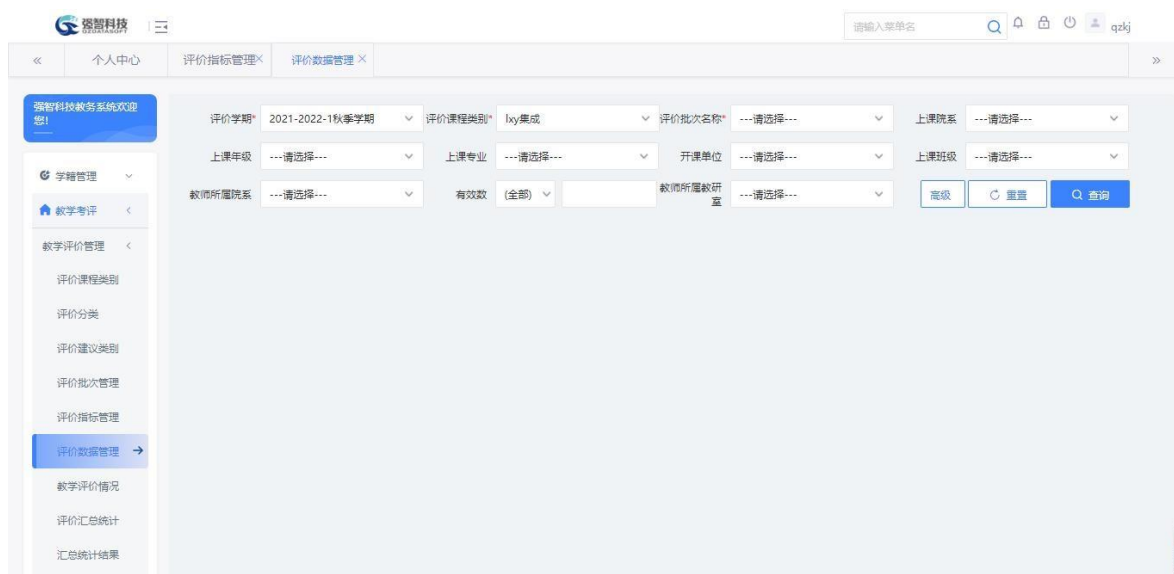 强智科技
QZDATASOFT
请输入菜单名
qzkj
个人中心
评价指标管理
评价数据管理
强智科技教务系统欢迎
您!
学籍管理
教学考评
教学评价管理
评价课程类别
评价分类
评价建议类别
评价批次管理
评价指标管理
评价数据管理
教学评价情况
评价汇总统计
汇总统计结果
评价学期* 2021-2022-1秋季学期 评价课程类别* lxy集成 评价批次名称* ---请选择--- 上课院系 ---请选择---
上课年级 ---请选择--- 上课专业 ---请选择--- 开课单位 ---请选择--- 上课班级 ---请选择---
教师所属院系 ---请选择--- 有效数 (全部) 教师所属教研
室 ---请选择--- 高级 重置 查询